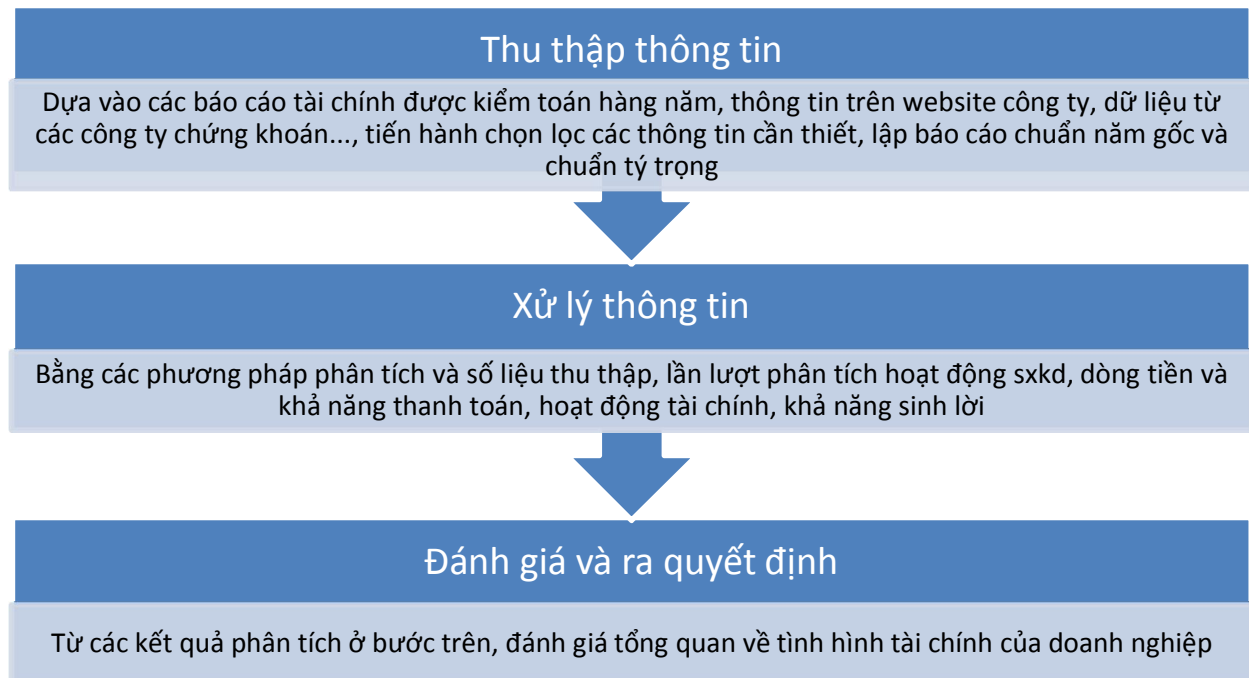 Thu thập thông tin
Dựa vào các báo cáo tài chính được kiểm toán hàng năm, thông tin trên website công ty, dữ liệu từ
các công ty chứng khoán..., tiến hành chọn lọc các thông tin cần thiết, lập báo cáo chuẩn năm gốc và
chuẩn tý trọng
Xử lý thông tin
Bằng các phương pháp phân tích và số liệu thu thập, lần lượt phân tích hoạt động sxkd, dòng tiền và
khả năng thanh toán, hoạt động tài chính, khả năng sinh lời
Đánh giá và ra quyết định
Từ các kết quả phân tích ở bước trên, đánh giá tổng quan về tình hình tài chính của doanh nghiệp